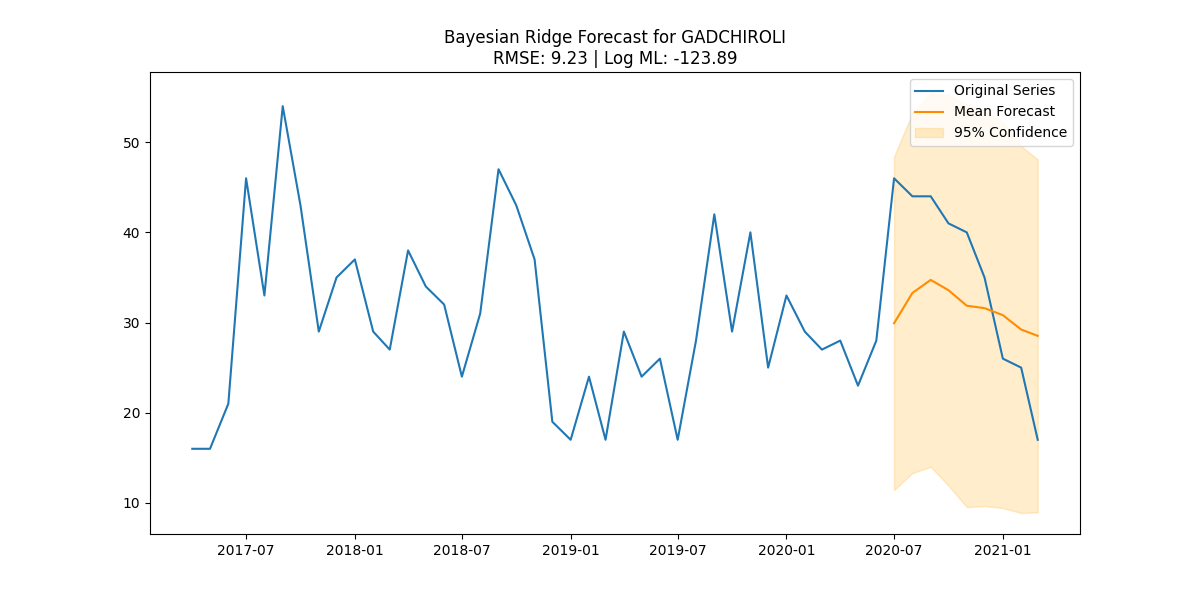 Bayesian Ridge Forecast for GADCHIROLI
RMSE: 9.23 | Log ML: -123.89
Original Series
Mean Forecast
95% Confidence
50
40
30
20
10
2017-07
2018-01
2018-07
2019-01
2019-07
2020-01
2020-07
2021-01